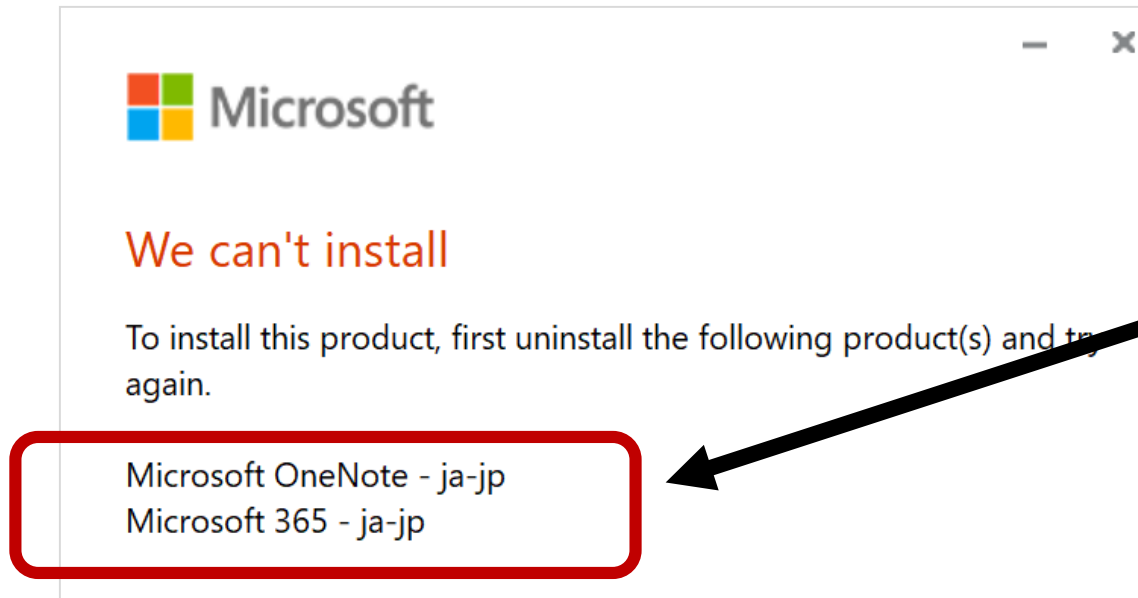 Microsoft
We can't install
To install this product, first uninstall the following product(s) and try
again.
Microsoft OneNote - ja-jp
Microsoft 365 - ja-jp